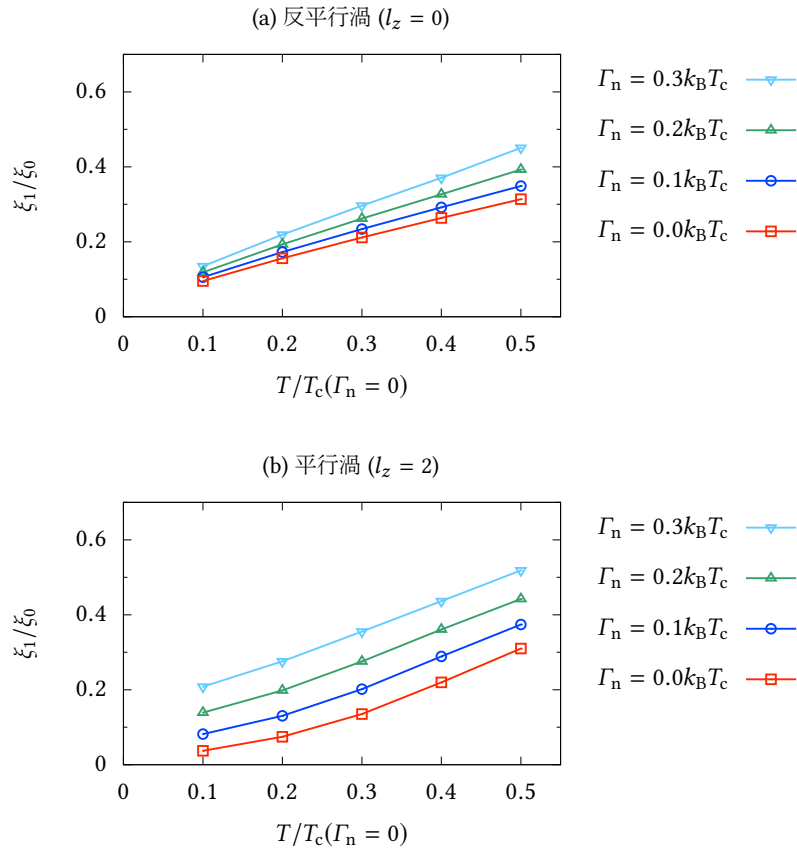 (a) 反平行渦 (l_z = 0)
ξ₁/ξ₀
0.6
0.4
0.2
0
0 0.1 0.2 0.3 0.4 0.5
T/T_c(Γ_n = 0)
Γ_n = 0.3k_BT_c
Γ_n = 0.2k_BT_c
Γ_n = 0.1k_BT_c
Γ_n = 0.0k_BT_c
(b) 平行渦 (l_z = 2)
ξ₁/ξ₀
0.6
0.4
0.2
0
0 0.1 0.2 0.3 0.4 0.5
T/T_c(Γ_n = 0)
Γ_n = 0.3k_BT_c
Γ_n = 0.2k_BT_c
Γ_n = 0.1k_BT_c
Γ_n = 0.0k_BT_c